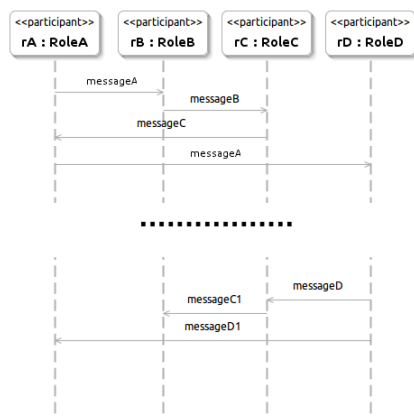 <<participant>> <<participant>> <<participant>> <<participant>>
rA : RoleA rB : RoleB rC : RoleC rD : RoleD
messageA
messageB
messageC
messageA
messageD
messageC1
messageD1